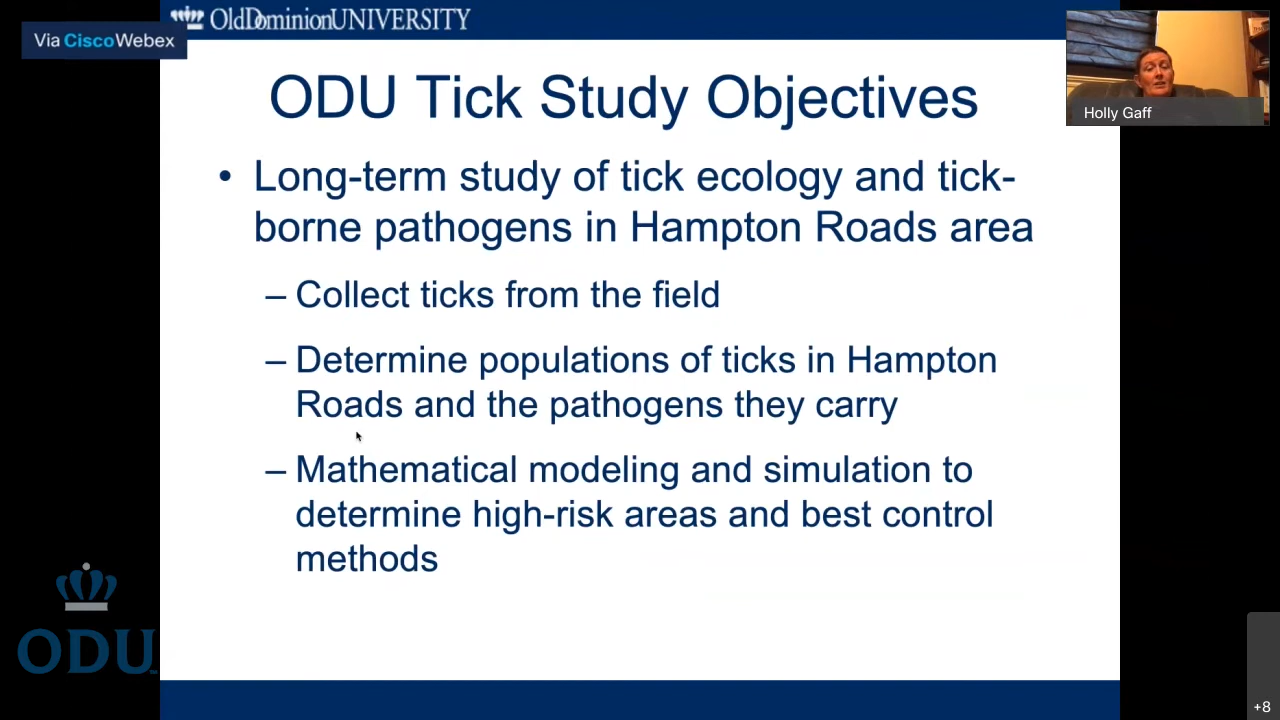 OldDominionUNIVERSITY
Via CiscoWebex
Holly Gaff
ODU Tick Study Objectives
• Long-term study of tick ecology and tick-
borne pathogens in Hampton Roads area
– Collect ticks from the field
– Determine populations of ticks in Hampton
Roads and the pathogens they carry
– Mathematical modeling and simulation to
determine high-risk areas and best control
methods
ODU
+8